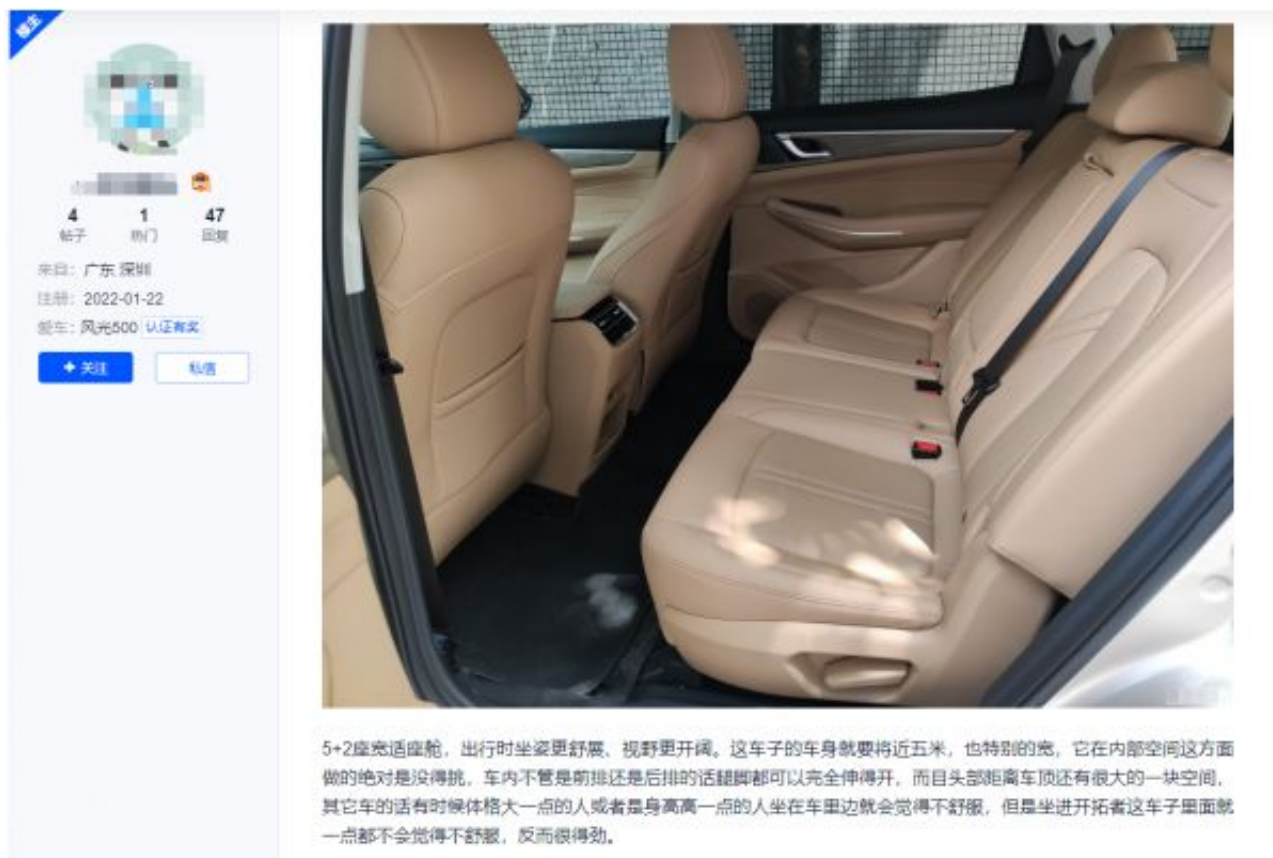 楼主
4 1 47
帖子 热门 回复
来自：广东 深圳
注册：2022-01-22
爱车：风光500 认证有奖
+ 关注 私信
5+2座宽适座舱，出行时坐姿更舒展、视野更开阔。这车子的车身就要将近五米，也特别的宽，它在内部空间这方面
做的绝对是没得挑，车内不管是前排还是后排的话腿脚都可以完全伸得开，而且头部距离车顶还有很大的一块空间，
其它车的话有时候体格大一点的人或者是身高高一点的人坐在车里边就会觉得不舒服，但是坐进开拓者这车子里面就
一点都不会觉得不舒服，反而很得劲。